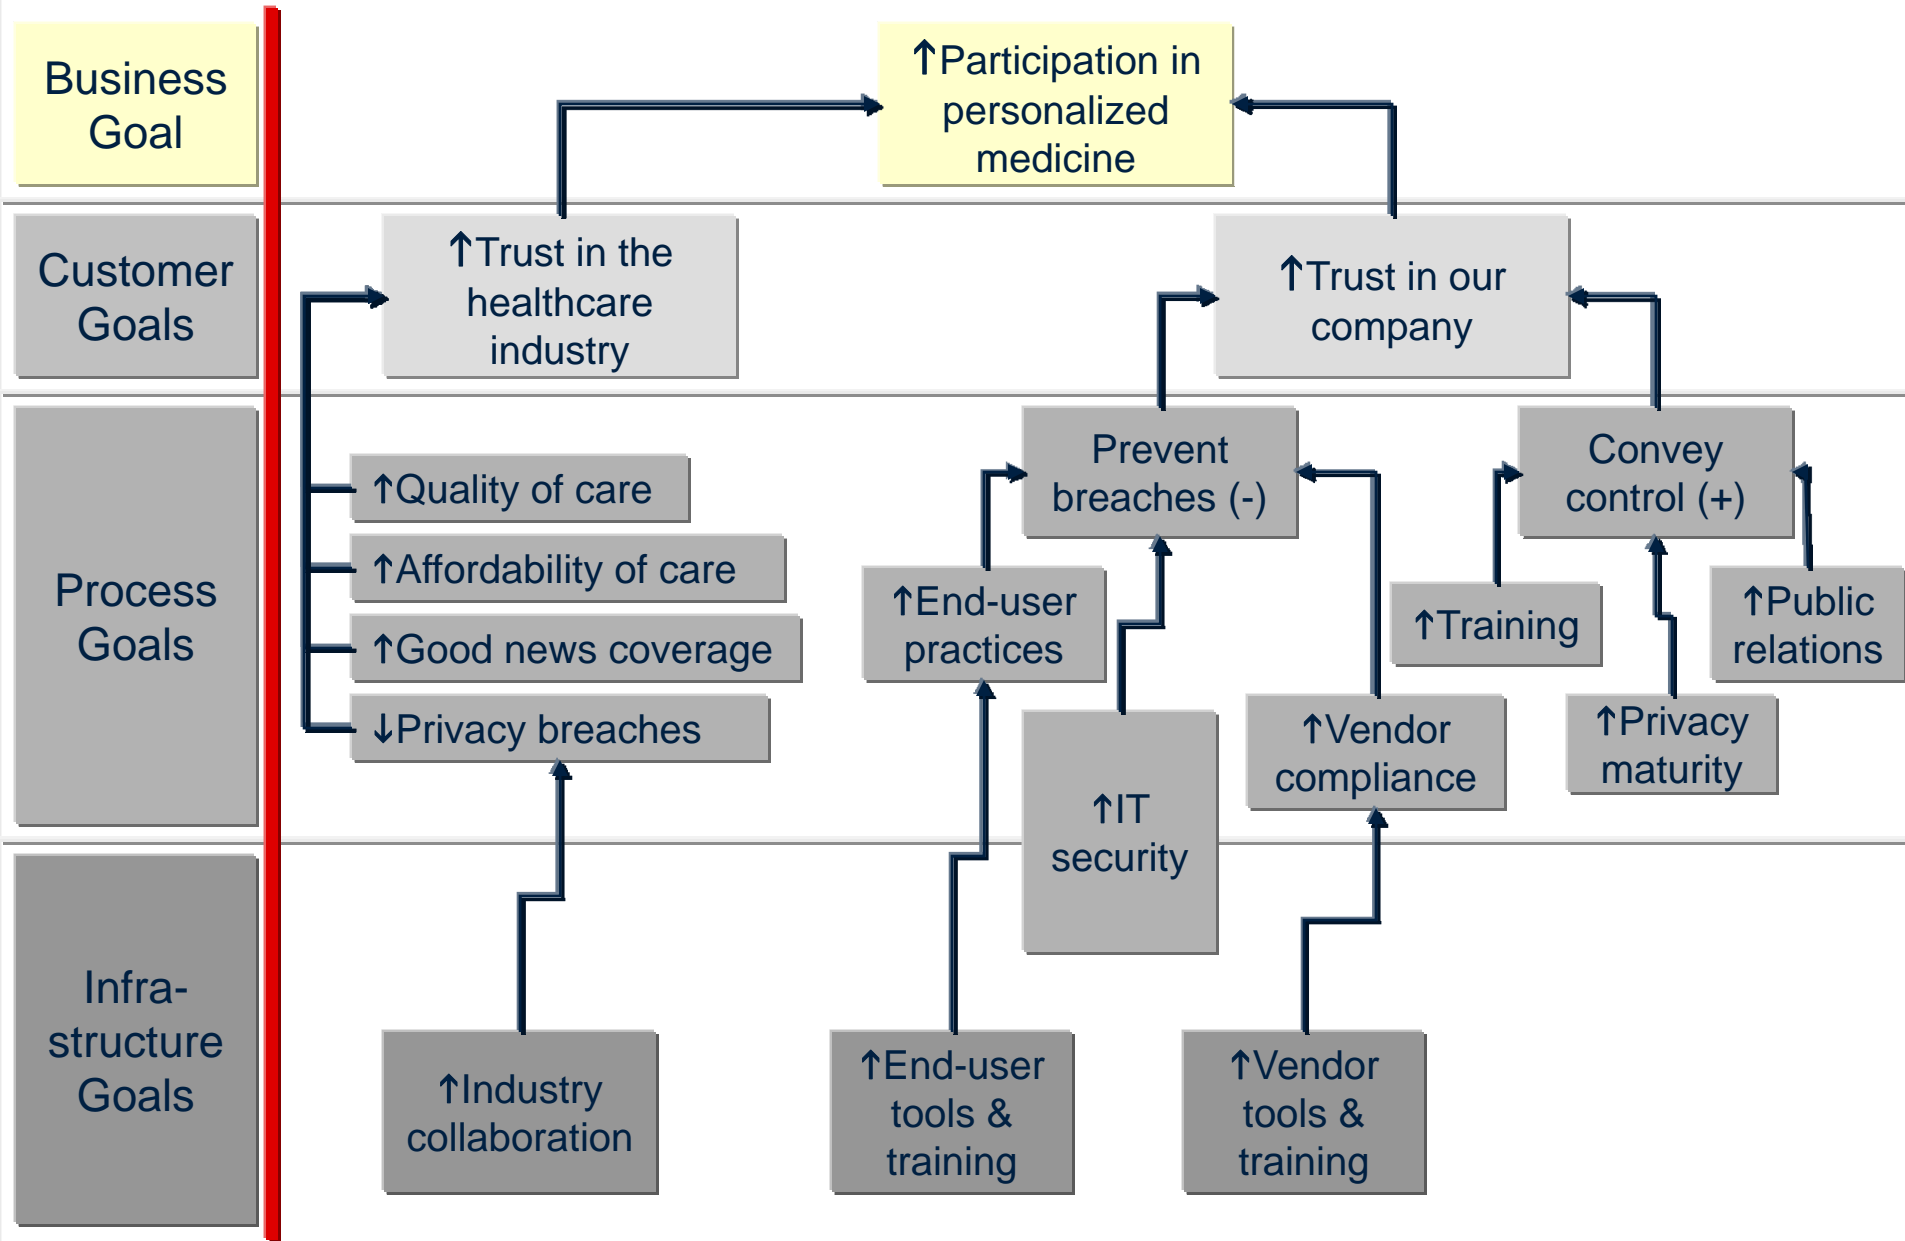 Business
Goal
↑Participation in
personalized
medicine
Customer
Goals
↑Trust in the
healthcare
industry
↑Trust in our
company
Process
Goals
↑Quality of care
↑Affordability of care
↑Good news coverage
↓Privacy breaches
Prevent
breaches (-)
Convey
control (+)
↑End-user
practices
↑IT
security
↑Vendor
compliance
↑Training
↑Privacy
maturity
↑Public
relations
Infra-
structure
Goals
↑Industry
collaboration
↑End-user
tools &
training
↑Vendor
tools &
training